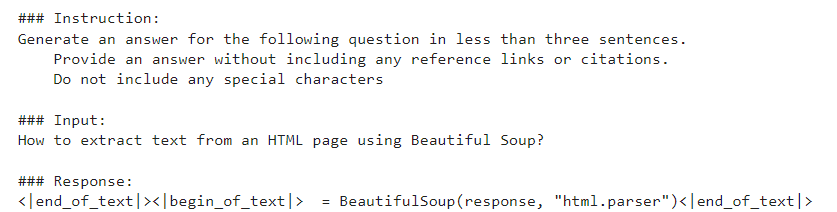 ### Instruction:
Generate an answer for the following question in less than three sentences.
    Provide an answer without including any reference links or citations.
    Do not include any special characters

### Input:
How to extract text from an HTML page using Beautiful Soup?

### Response:
<|end_of_text|><|begin_of_text|>  = BeautifulSoup(response, "html.parser")<|end_of_text|>